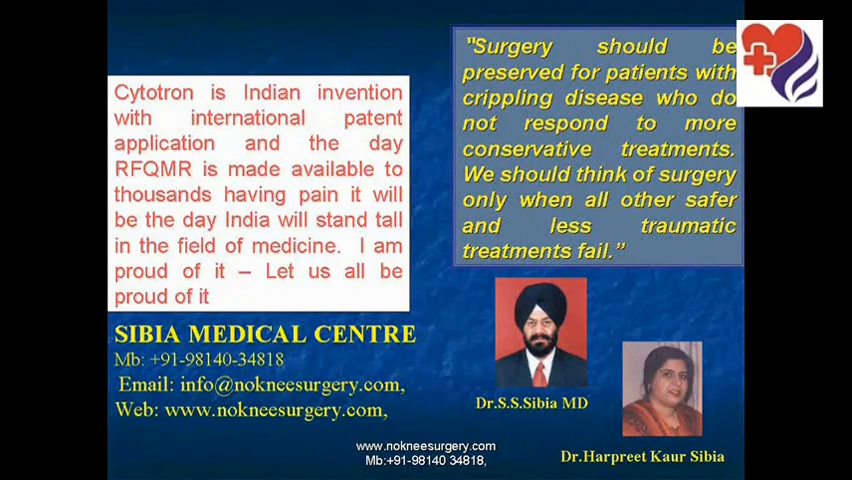 Cytotron is Indian invention
with international patent
application and the day
RFQMR is made available to
thousands having pain it will
be the day India will stand tall
in the field of medicine. I am
proud of it – Let us all be
proud of it
SIBIA MEDICAL CENTRE
Mb: +91-98140-34818
Email: info@nokneesurgery.com,
Web: www.nokneesurgery.com,
"Surgery should be
preserved for patients with
crippling disease who do
not respond to more
conservative treatments.
We should think of surgery
only when all other safer
and less traumatic
treatments fail.”
Dr.S.S.Sibia MD
Dr.Harpreet Kaur Sibia
www.nokneesurgery.com
Mb:+91-98140 34818,